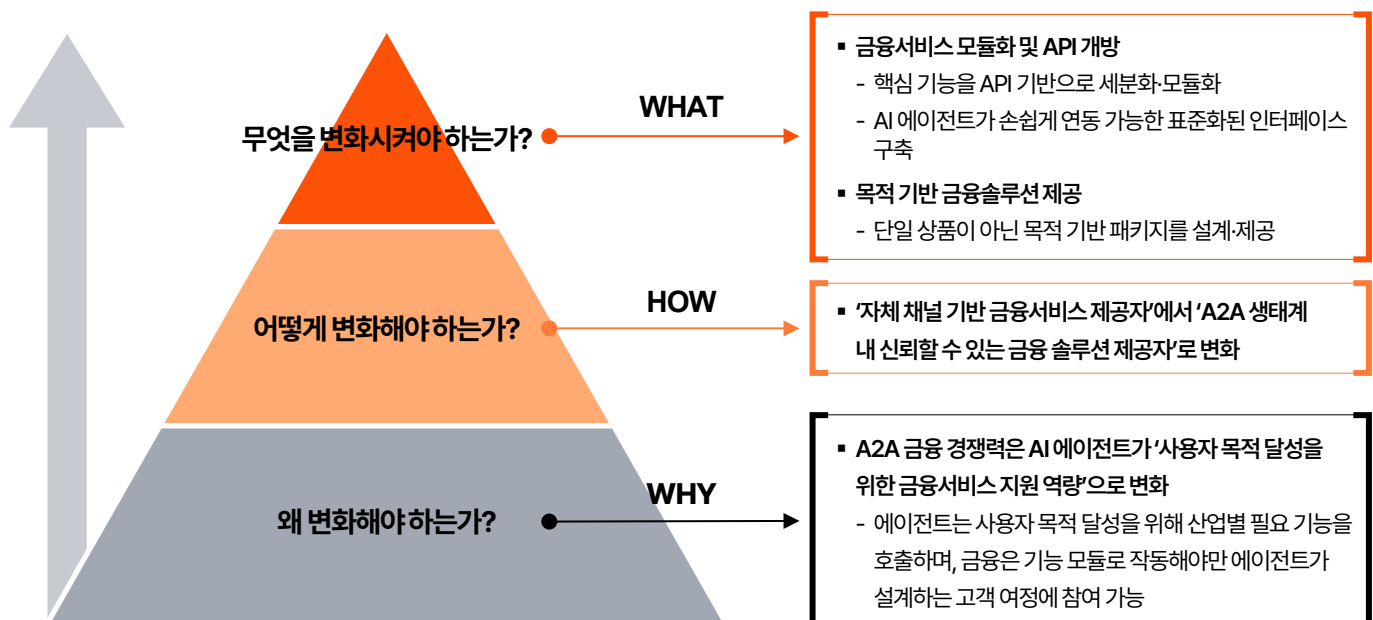 무엇을 변화시켜야 하는가?
WHAT
▪ 금융서비스 모듈화 및 API 개방
- 핵심 기능을 API 기반으로 세분화·모듈화
- AI 에이전트가 손쉽게 연동 가능한 표준화된 인터페이스
구축
▪ 목적 기반 금융솔루션 제공
- 단일 상품이 아닌 목적 기반 패키지를 설계·제공
어떻게 변화해야 하는가?
HOW
▪ ‘자체 채널 기반 금융서비스 제공자’에서 ‘A2A 생태계
내 신뢰할 수 있는 금융 솔루션 제공자’로 변화
왜 변화해야 하는가?
WHY
▪ A2A 금융 경쟁력은 AI 에이전트가 ‘사용자 목적 달성을
위한 금융서비스 지원 역량’으로 변화
- 에이전트는 사용자 목적 달성을 위해 산업별 필요 기능을
호출하며, 금융은 기능 모듈로 작동해야만 에이전트가
설계하는 고객 여정에 참여 가능